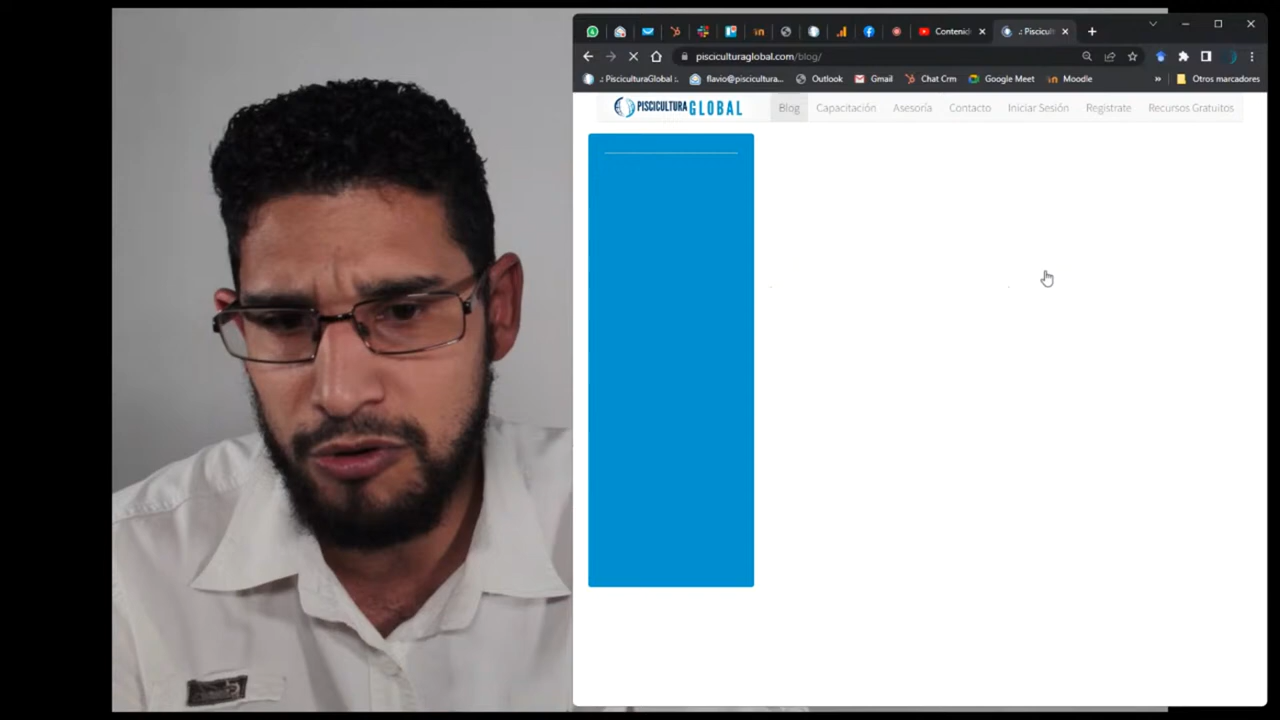 Contenid
.: Piscicult
pisciculturaglobal.com/blog/
.: PisciculturaGlobal :.
flavio@piscicultura...
Outlook
Gmail
Chat Crm
Google Meet
Moodle
»
Otros marcadores
PISCICULTURA GLOBAL
Blog
Capacitación
Asesoría
Contacto
Iniciar Sesión
Registrate
Recursos Gratuitos